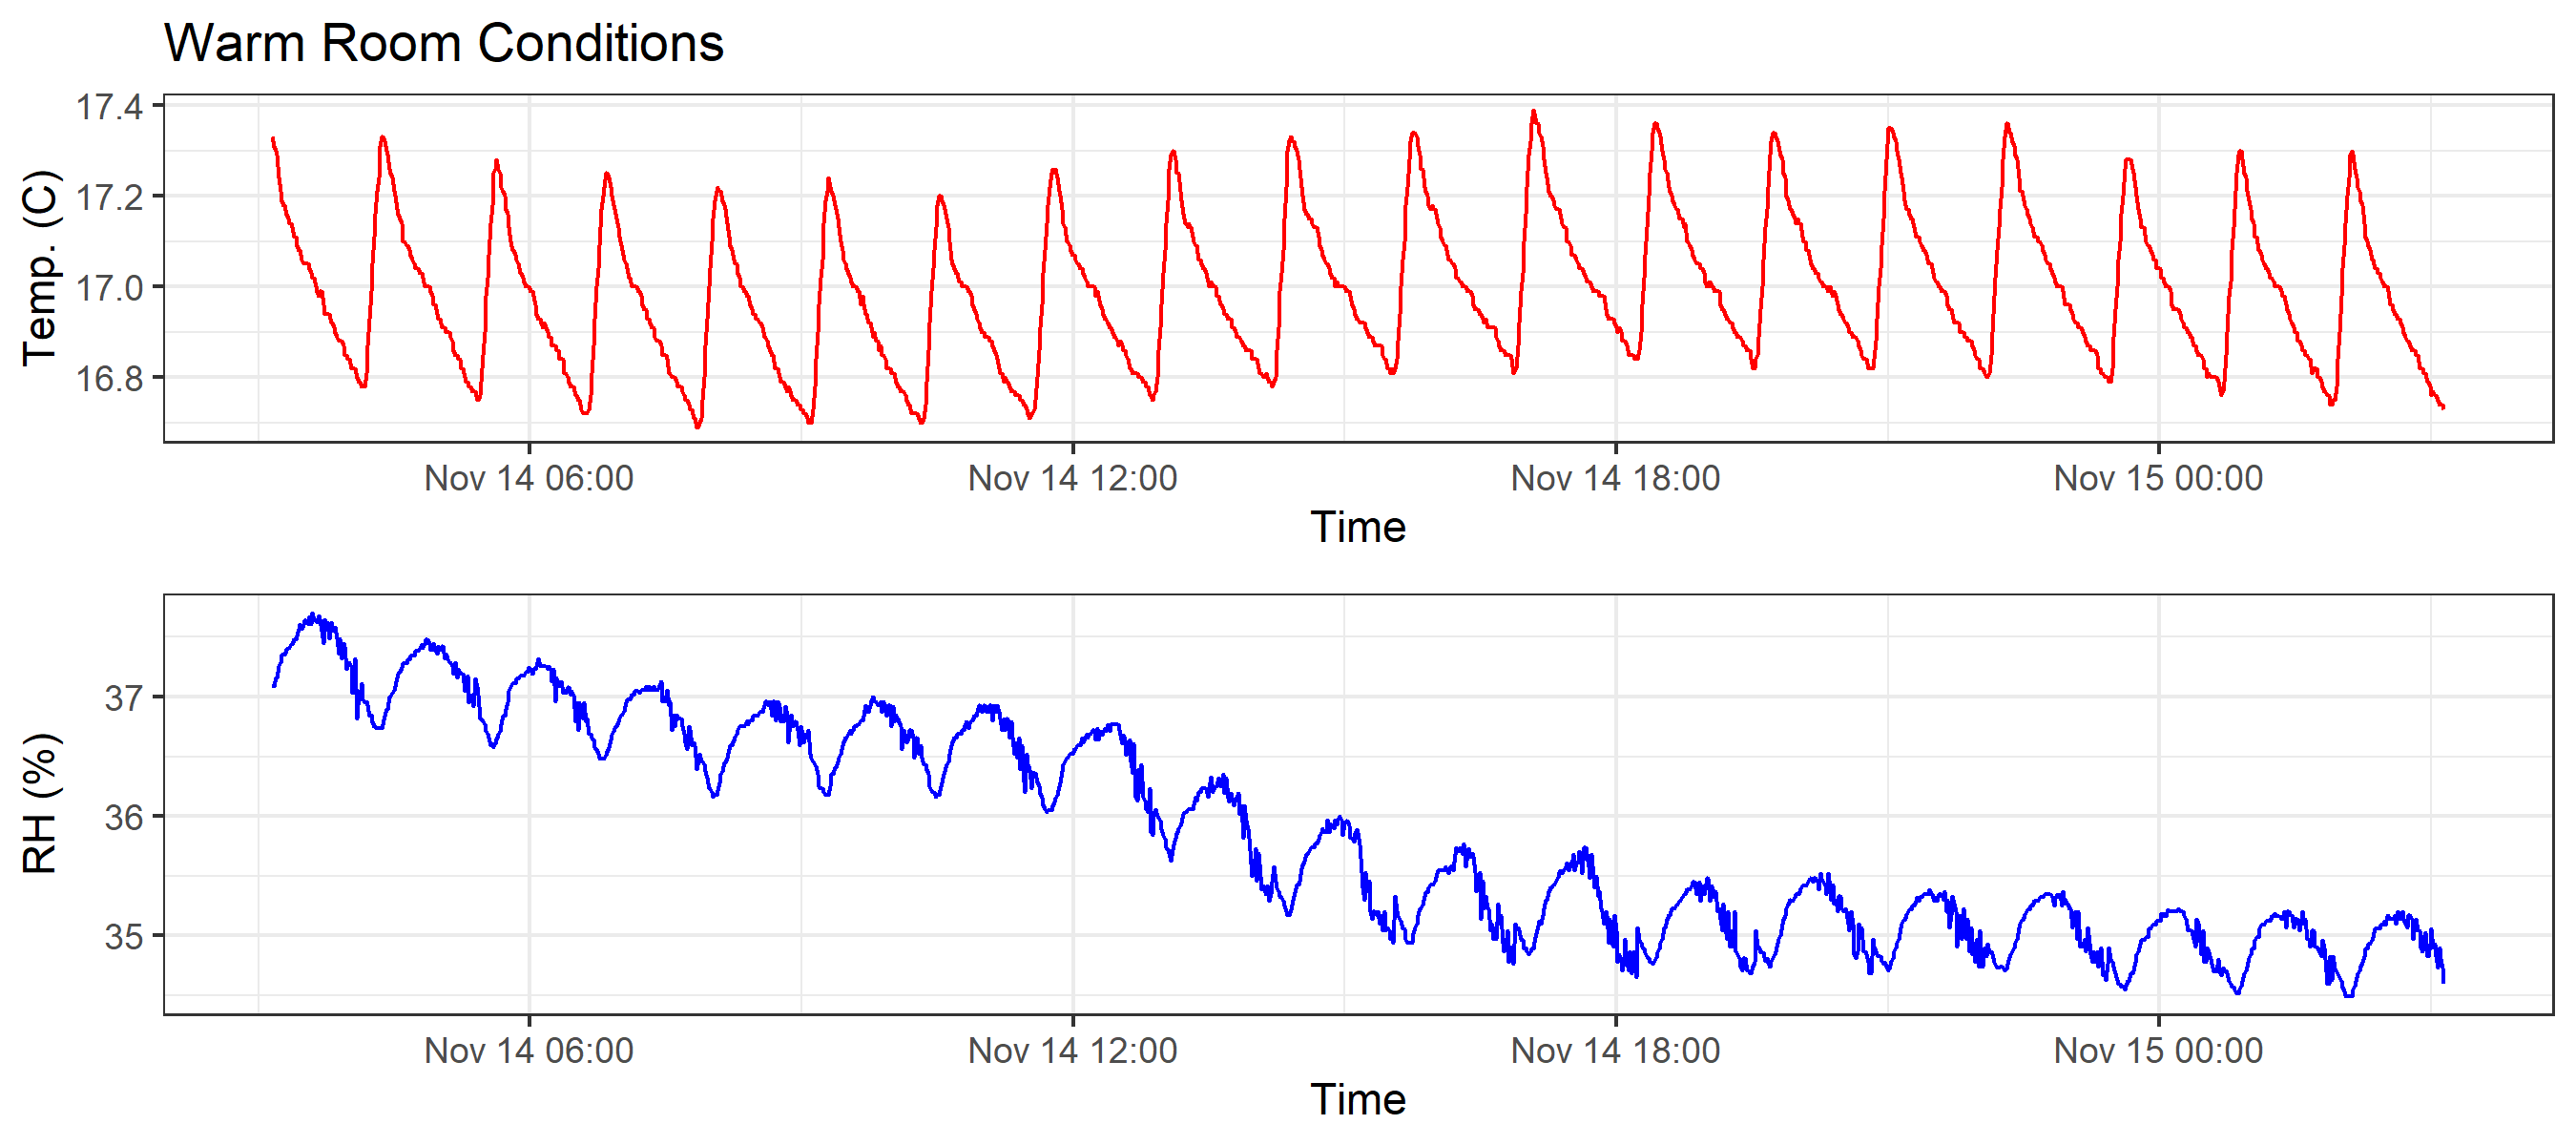 Warm Room Conditions
17.4
17.2
17.0
16.8
Temp. (C)
Nov 14 06:00 Nov 14 12:00 Nov 14 18:00 Nov 15 00:00
Time
37
36
35
RH (%)
Nov 14 06:00 Nov 14 12:00 Nov 14 18:00 Nov 15 00:00
Time